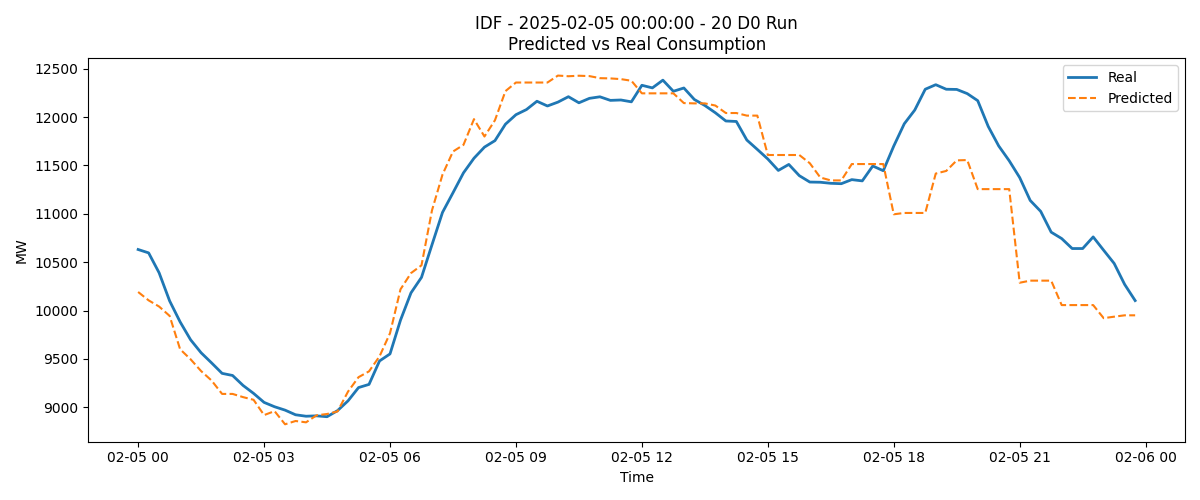 IDF - 2025-02-05 00:00:00 - 20 D0 Run
Predicted vs Real Consumption
Real
Predicted
12500
12000
11500
11000
10500
10000
9500
9000
MW
02-05 00
02-05 03
02-05 06
02-05 09
02-05 12
02-05 15
02-05 18
02-05 21
02-06 00
Time